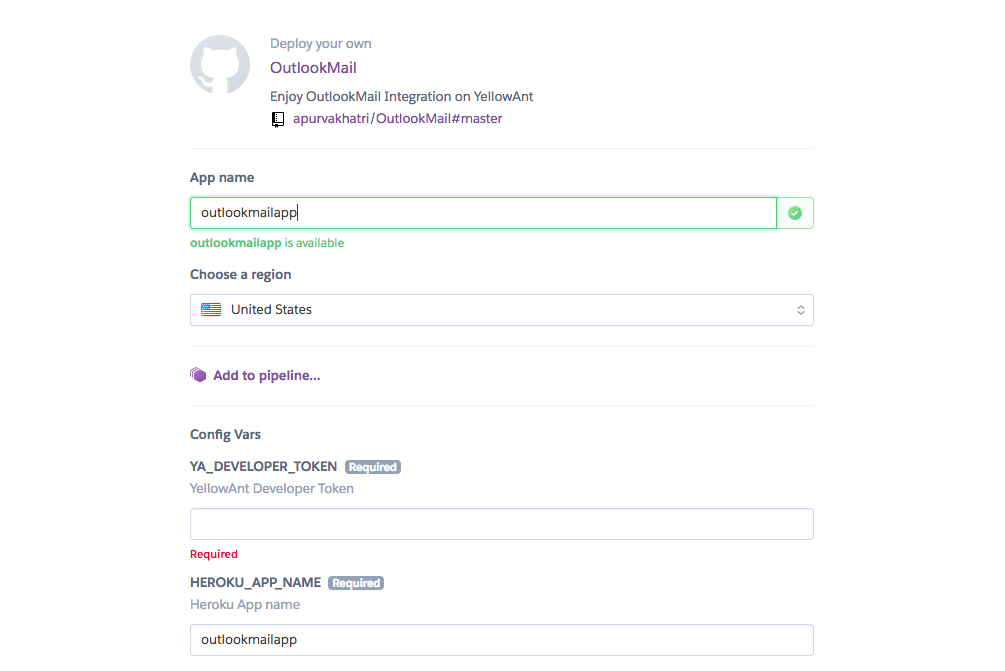 Deploy your own
OutlookMail
Enjoy OutlookMail Integration on YellowAnt
apurvakhatri/OutlookMail#master
App name
outlookmailapp
outlookmailapp is available
Choose a region
United States
Add to pipeline...
Config Vars
YA_DEVELOPER_TOKEN Required
YellowAnt Developer Token
Required
HEROKU_APP_NAME Required
Heroku App name
outlookmailapp